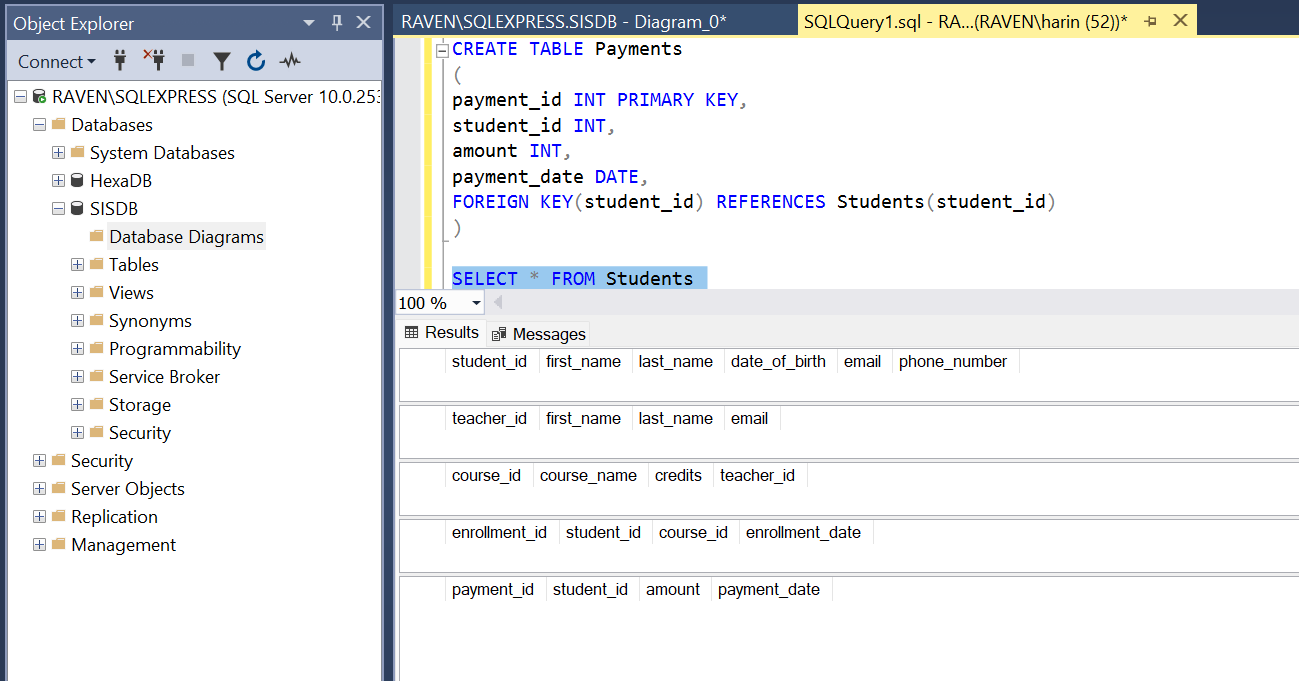 Object Explorer
Connect
RAVEN\SQLEXPRESS (SQL Server 10.0.253
Databases
System Databases
HexaDB
SISDB
Database Diagrams
Tables
Views
Synonyms
Programmability
Service Broker
Storage
Security
Security
Server Objects
Replication
Management
RAVEN\SQLEXPRESS.SISDB - Diagram_0*
SQLQuery1.sql - RA...(RAVEN\harin (52))*
CREATE TABLE Payments
(
payment_id INT PRIMARY KEY,
student_id INT,
amount INT,
payment_date DATE,
FOREIGN KEY(student_id) REFERENCES Students(student_id)
)
SELECT * FROM Students
100 %
Results Messages
student_id first_name last_name date_of_birth email phone_number
teacher_id first_name last_name email
course_id course_name credits teacher_id
enrollment_id student_id course_id enrollment_date
payment_id student_id amount payment_date